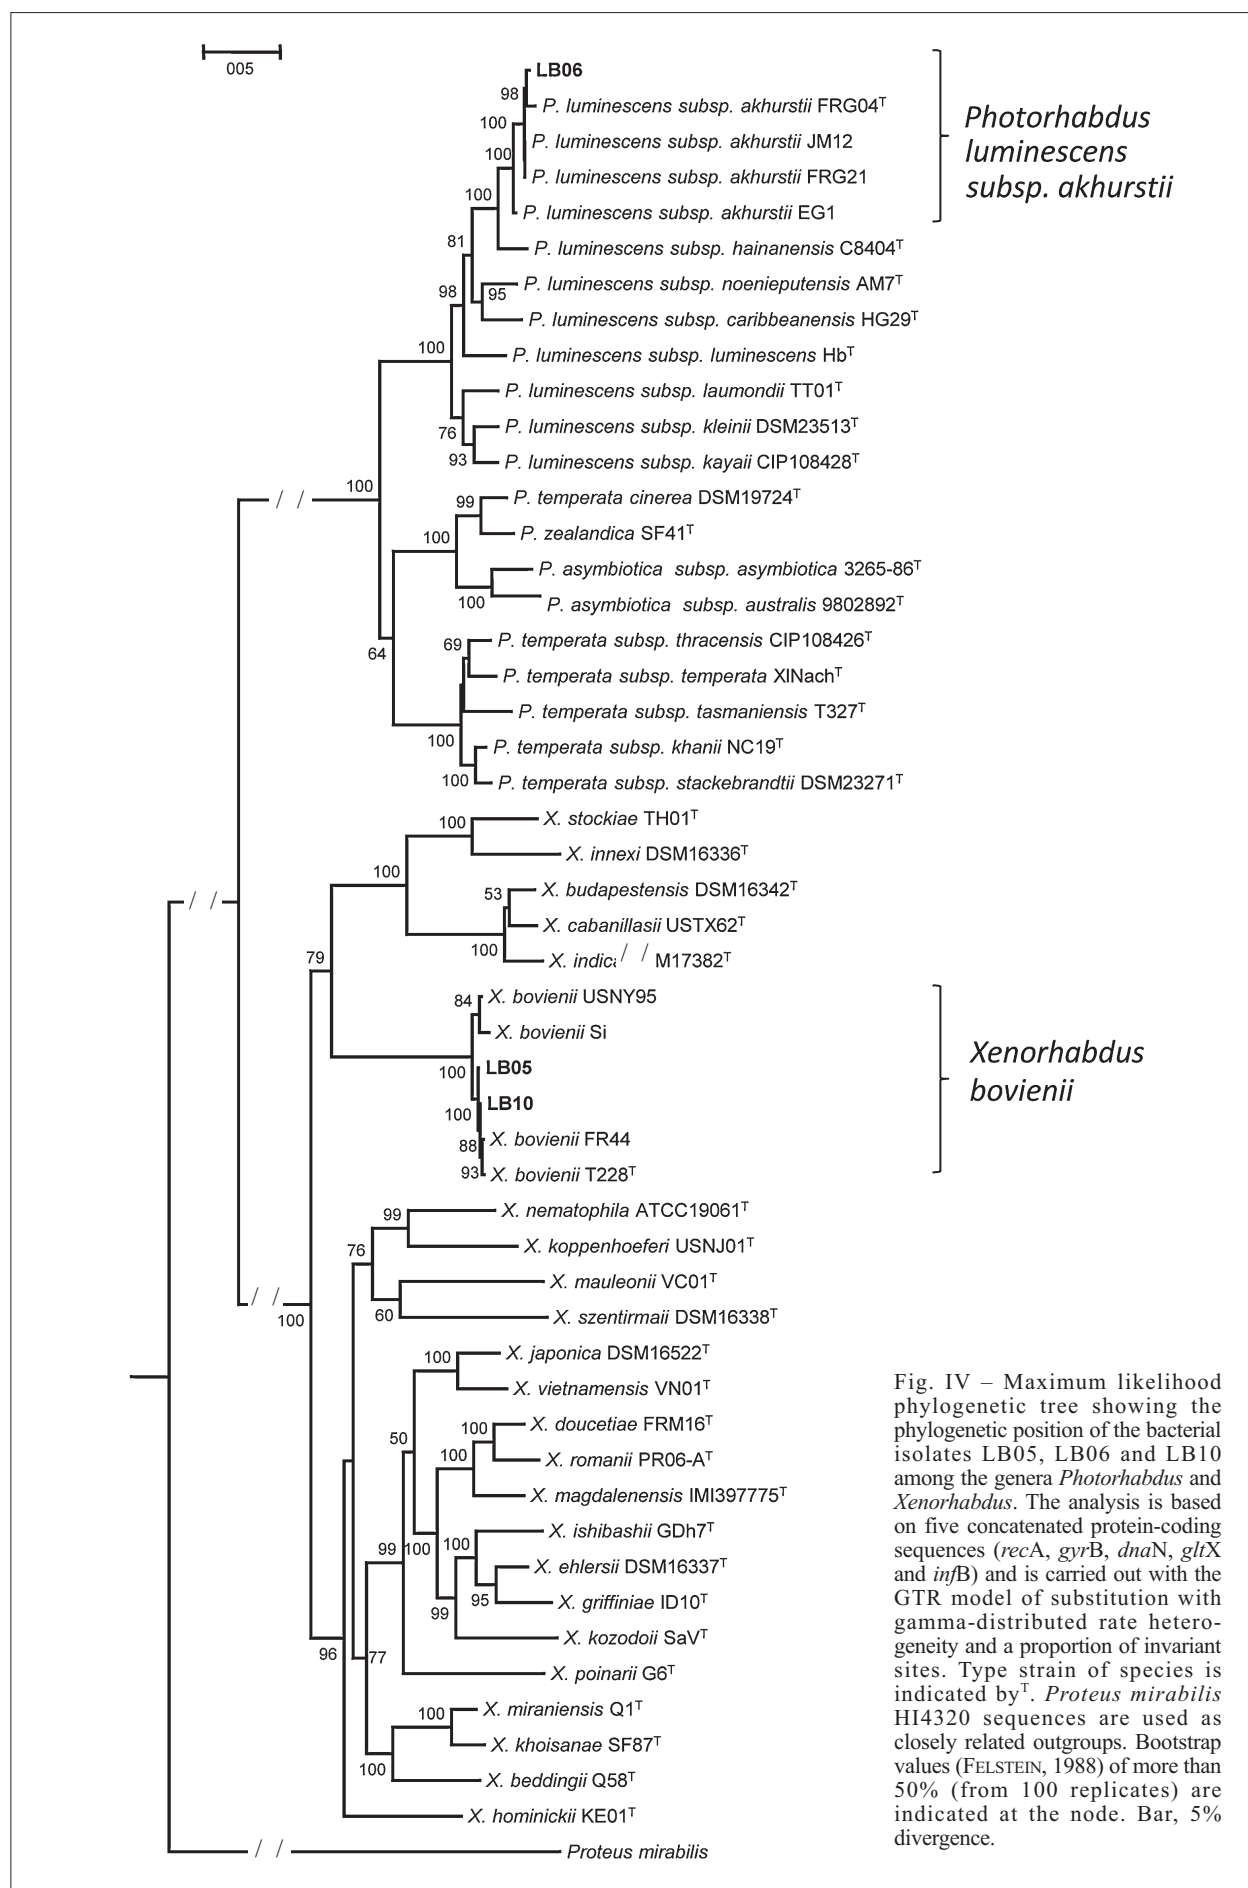 005
LB06
98
P. luminescens subsp. akhurstii FRG04ᵀ
100
P. luminescens subsp. akhurstii JM12
100
P. luminescens subsp. akhurstii FRG21
100
P. luminescens subsp. akhurstii EG1
Photorhabdus
luminescens
subsp. akhurstii
81
P. luminescens subsp. hainanensis C8404ᵀ
98
95
P. luminescens subsp. noenieputensis AM7ᵀ
P. luminescens subsp. caribbeanensis HG29ᵀ
100
P. luminescens subsp. luminescens Hbᵀ
P. luminescens subsp. laumondii TT01ᵀ
76
P. luminescens subsp. kleinii DSM23513ᵀ
93
P. luminescens subsp. kayaii CIP108428ᵀ
100
99
P. temperata cinerea DSM19724ᵀ
100
P. zealandica SF41ᵀ
P. asymbiotica subsp. asymbiotica 3265-86ᵀ
100
P. asymbiotica subsp. australis 9802892ᵀ
64
69
P. temperata subsp. thracensis CIP108426ᵀ
P. temperata subsp. temperata XlNachᵀ
P. temperata subsp. tasmaniensis T327ᵀ
100
P. temperata subsp. khanii NC19ᵀ
100
P. temperata subsp. stackebrandtii DSM23271ᵀ
100
X. stockiae TH01ᵀ
X. innexi DSM16336ᵀ
100
53
X. budapestensis DSM16342ᵀ
X. cabanillasii USTX62ᵀ
100
X. indica // M17382ᵀ
79
84
X. bovienii USNY95
X. bovienii Si
100
LB05
100
LB10
88
X. bovienii FR44
93
X. bovienii T228ᵀ
Xenorhabdus
bovienii
99
X. nematophila ATCC19061ᵀ
76
X. koppenhoeferi USNJ01ᵀ
X. mauleonii VC01ᵀ
60
X. szentirmaii DSM16338ᵀ
100
100
X. japonica DSM16522ᵀ
X. vietnamensis VN01ᵀ
50
100
X. doucetiae FRM16ᵀ
100
X. romanii PR06-Aᵀ
X. magdalenensis IMI397775ᵀ
99
100
100
X. ishibashii GDh7ᵀ
X. ehlersii DSM16337ᵀ
95
99
X. griffiniae ID10ᵀ
X. kozodoii SaVᵀ
96
77
X. poinarii G6ᵀ
100
X. miraniensis Q1ᵀ
X. khoisanae SF87ᵀ
100
X. beddingii Q58ᵀ
X. hominickii KE01ᵀ
Proteus mirabilis
Fig. IV – Maximum likelihood
phylogenetic tree showing the
phylogenetic position of the bacterial
isolates LB05, LB06 and LB10
among the genera Photorhabdus and
Xenorhabdus. The analysis is based
on five concatenated protein-coding
sequences (recA, gyrB, dnaN, gltX
and infB) and is carried out with the
GTR model of substitution with
gamma-distributed rate hetero-
geneity and a proportion of invariant
sites. Type strain of species is
indicated byᵀ. Proteus mirabilis
HI4320 sequences are used as
closely related outgroups. Bootstrap
values (FELSTEIN, 1988) of more than
50% (from 100 replicates) are
indicated at the node. Bar, 5%
divergence.